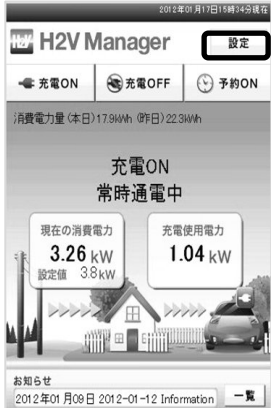 2012年01月17日15時34分現在
H2V H2V Manager 設定
充電ON 充電OFF 予約ON
消費電力量(本日)17.9kWh (昨日)22.3kWh
充電ON
常時通電中
現在の消費電力 充電使用電力
3.26 kW 1.04 kW
設定値 3.8kW
お知らせ
2012年01月09日 2012-01-12 Information 一覧